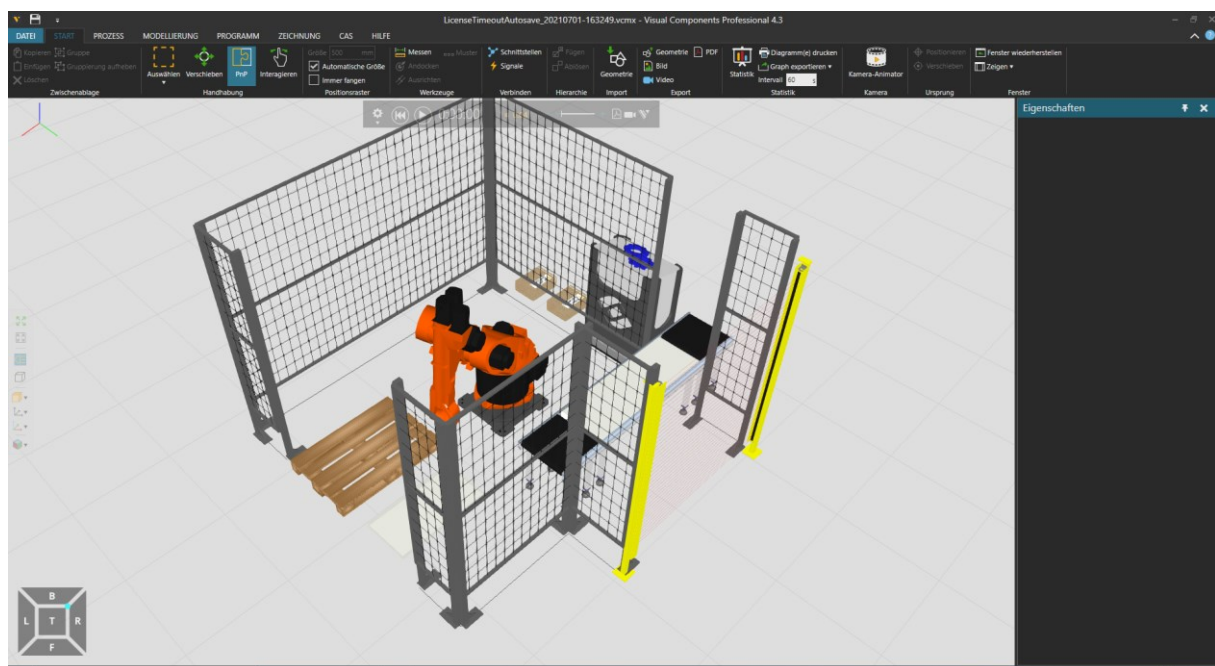 LicenseTimeoutAutosave_20210701-163249.vcmx - Visual Components Professional 4.3
DATEI START PROZESS MODELLIERUNG PROGRAMM ZEICHNUNG CAS HILFE
Kopieren Gruppe
Einfügen Gruppierung aufheben
Löschen
Zwischenablage
Auswählen Verschieben PnP Interagieren
Handhabung
Größe 500 mm
Automatische Größe
Immer fangen
Positionsraster
Messen Muster
Andocken
Ausrichten
Werkzeuge
Schnittstellen
Signale
Verbinden
Fügen
Ablösen
Hierarchie
Geometrie
Import
Geometrie PDF
Bild
Video
Export
Statistik
Diagramm(e) drucken
Graph exportieren
Intervall 60 s
Statistik
Kamera-Animator
Kamera
Positionieren
Verschieben
Ursprung
Fenster wiederherstellen
Zeigen
Fenster
Eigenschaften
B
L T R
F